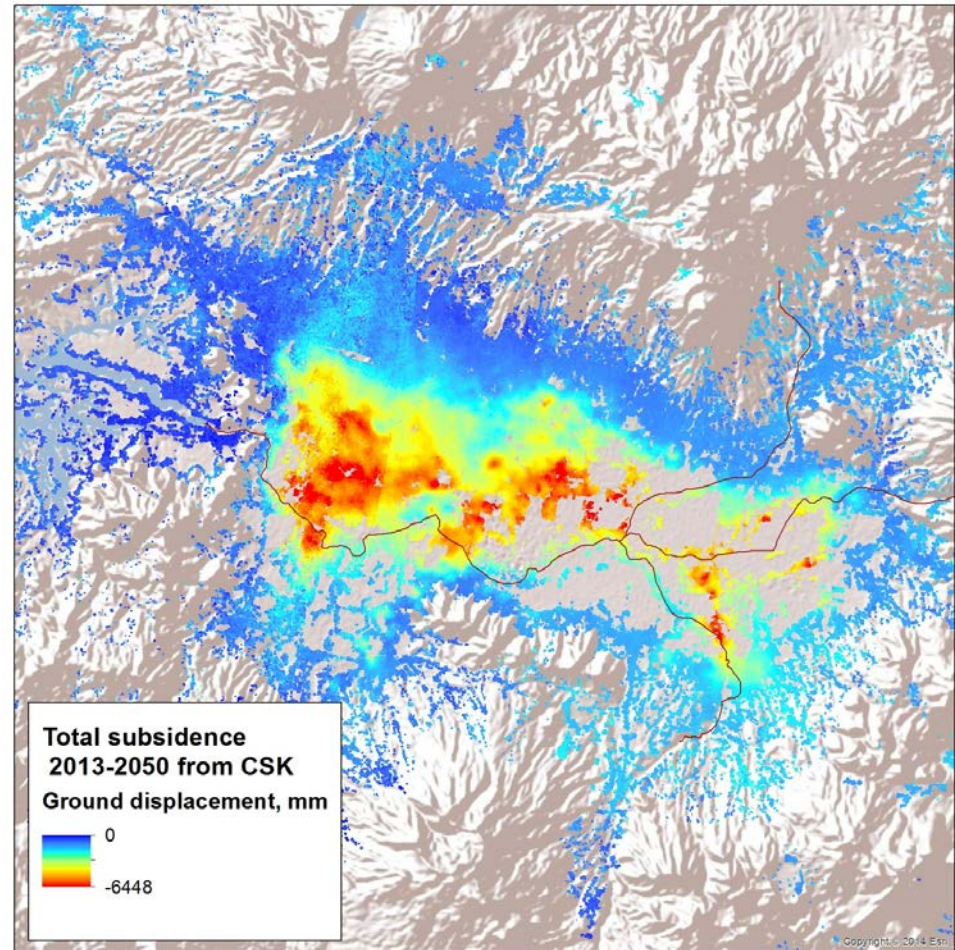 Total subsidence
2013-2050 from CSK
Ground displacement, mm
0
-6448
Copyright:© 2014 Esri